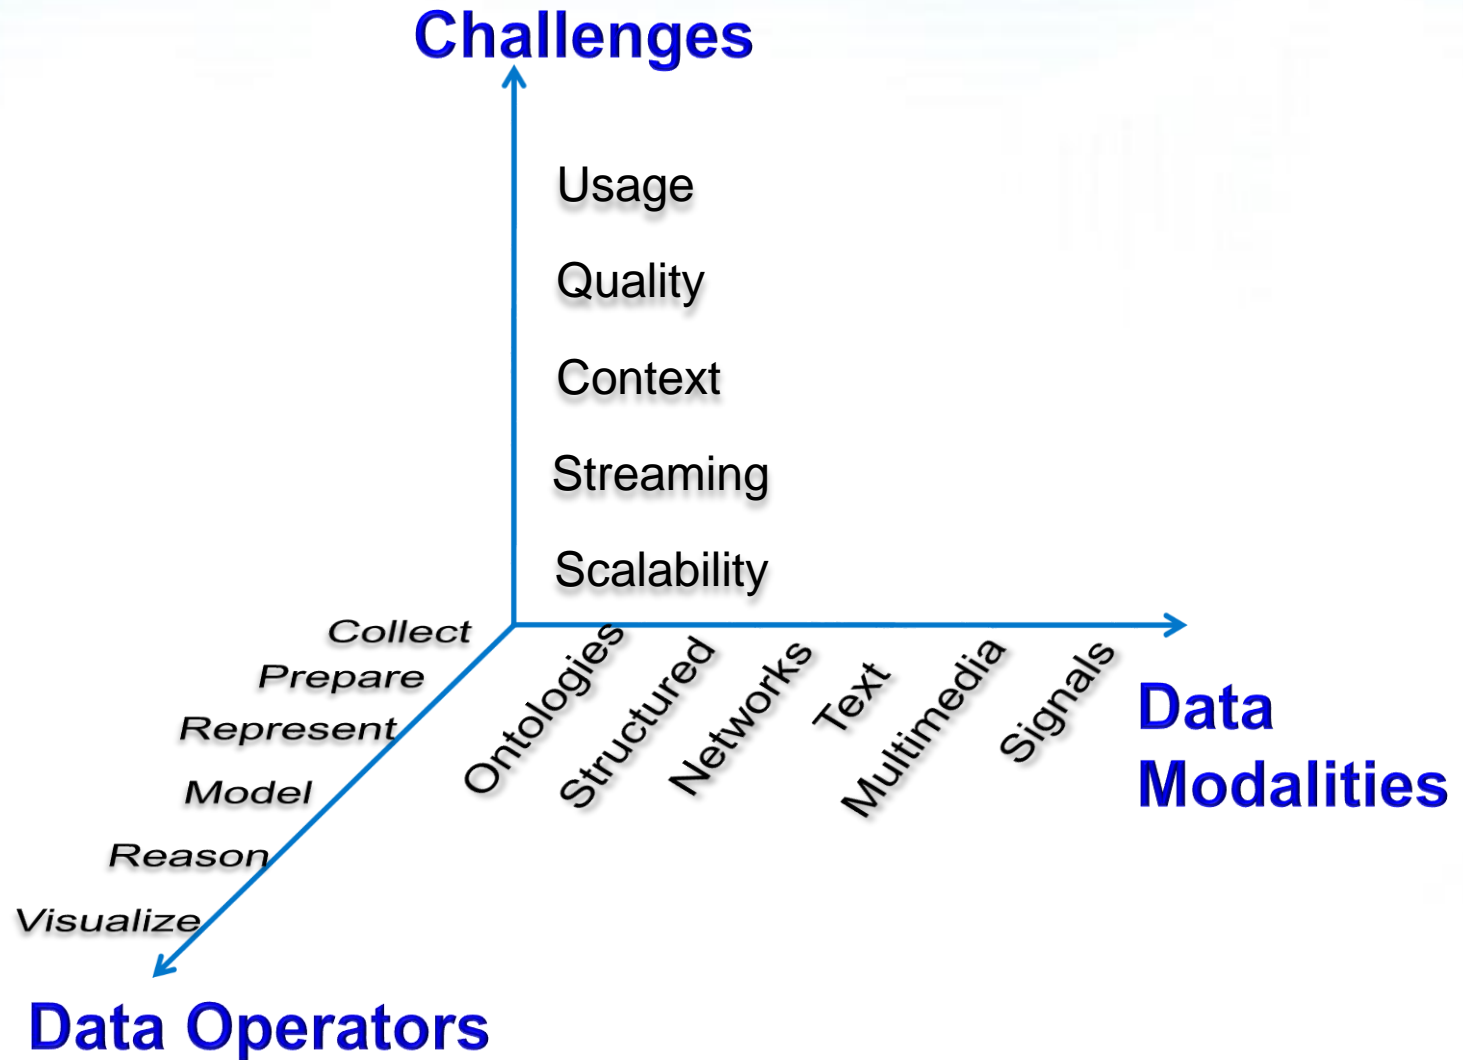 Challenges
Usage
Quality
Context
Streaming
Scalability
Collect
Prepare
Represent
Model
Reason
Visualize
Ontologies
Structured
Networks
Text
Multimedia
Signals
Data
Modalities
Data Operators